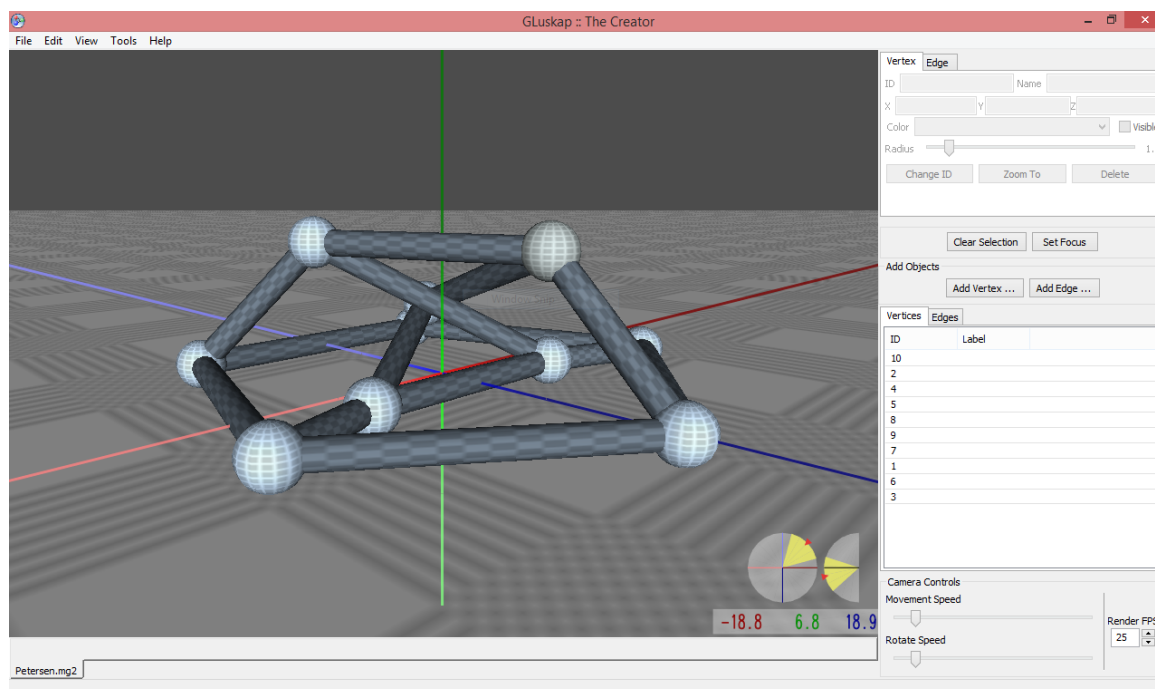 GLuskap :: The Creator
File Edit View Tools Help
Vertex Edge
ID Name
X Y Z
Color Visible
Radius 1.
Change ID Zoom To Delete
Clear Selection Set Focus
Add Objects
Add Vertex ... Add Edge ...
Window Snip
Vertices Edges
ID Label
10
2
4
5
8
9
7
1
6
3
Camera Controls
Movement Speed
Render FPS
25
Rotate Speed
-18.8 6.8 18.9
Petersen.mg2